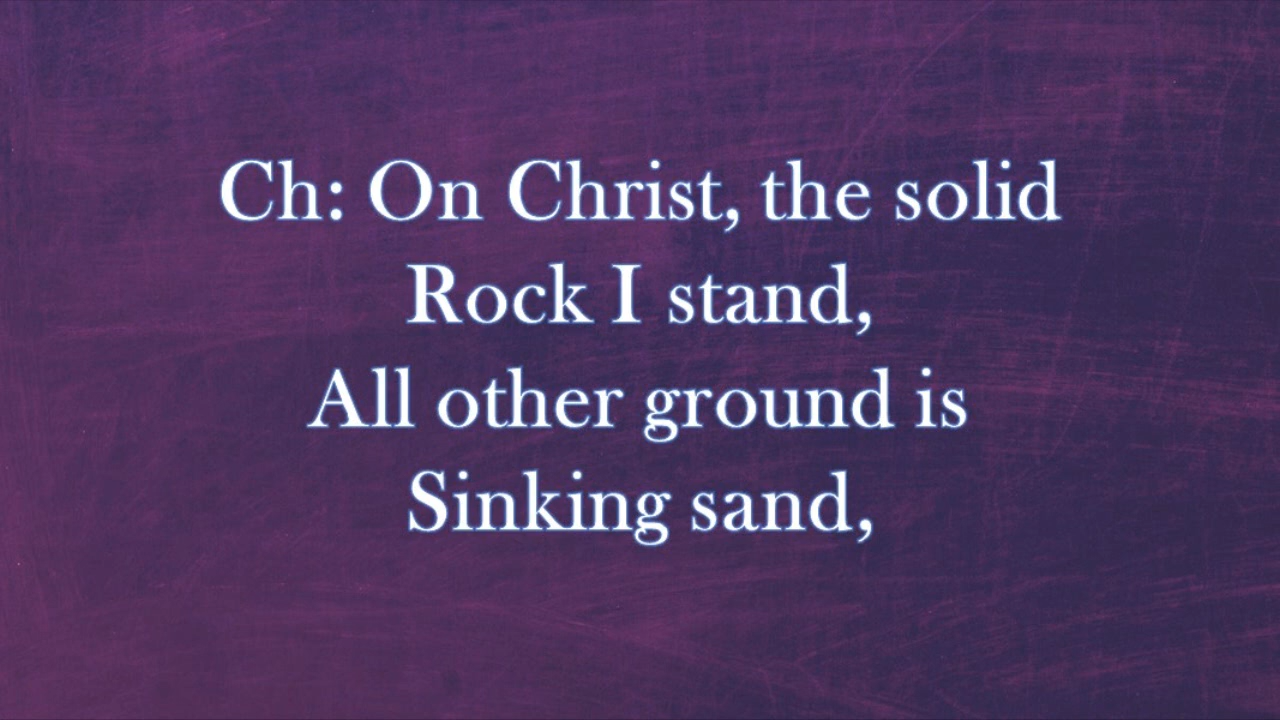 Ch: On Christ, the solid
Rock I stand,
All other ground is
Sinking sand,